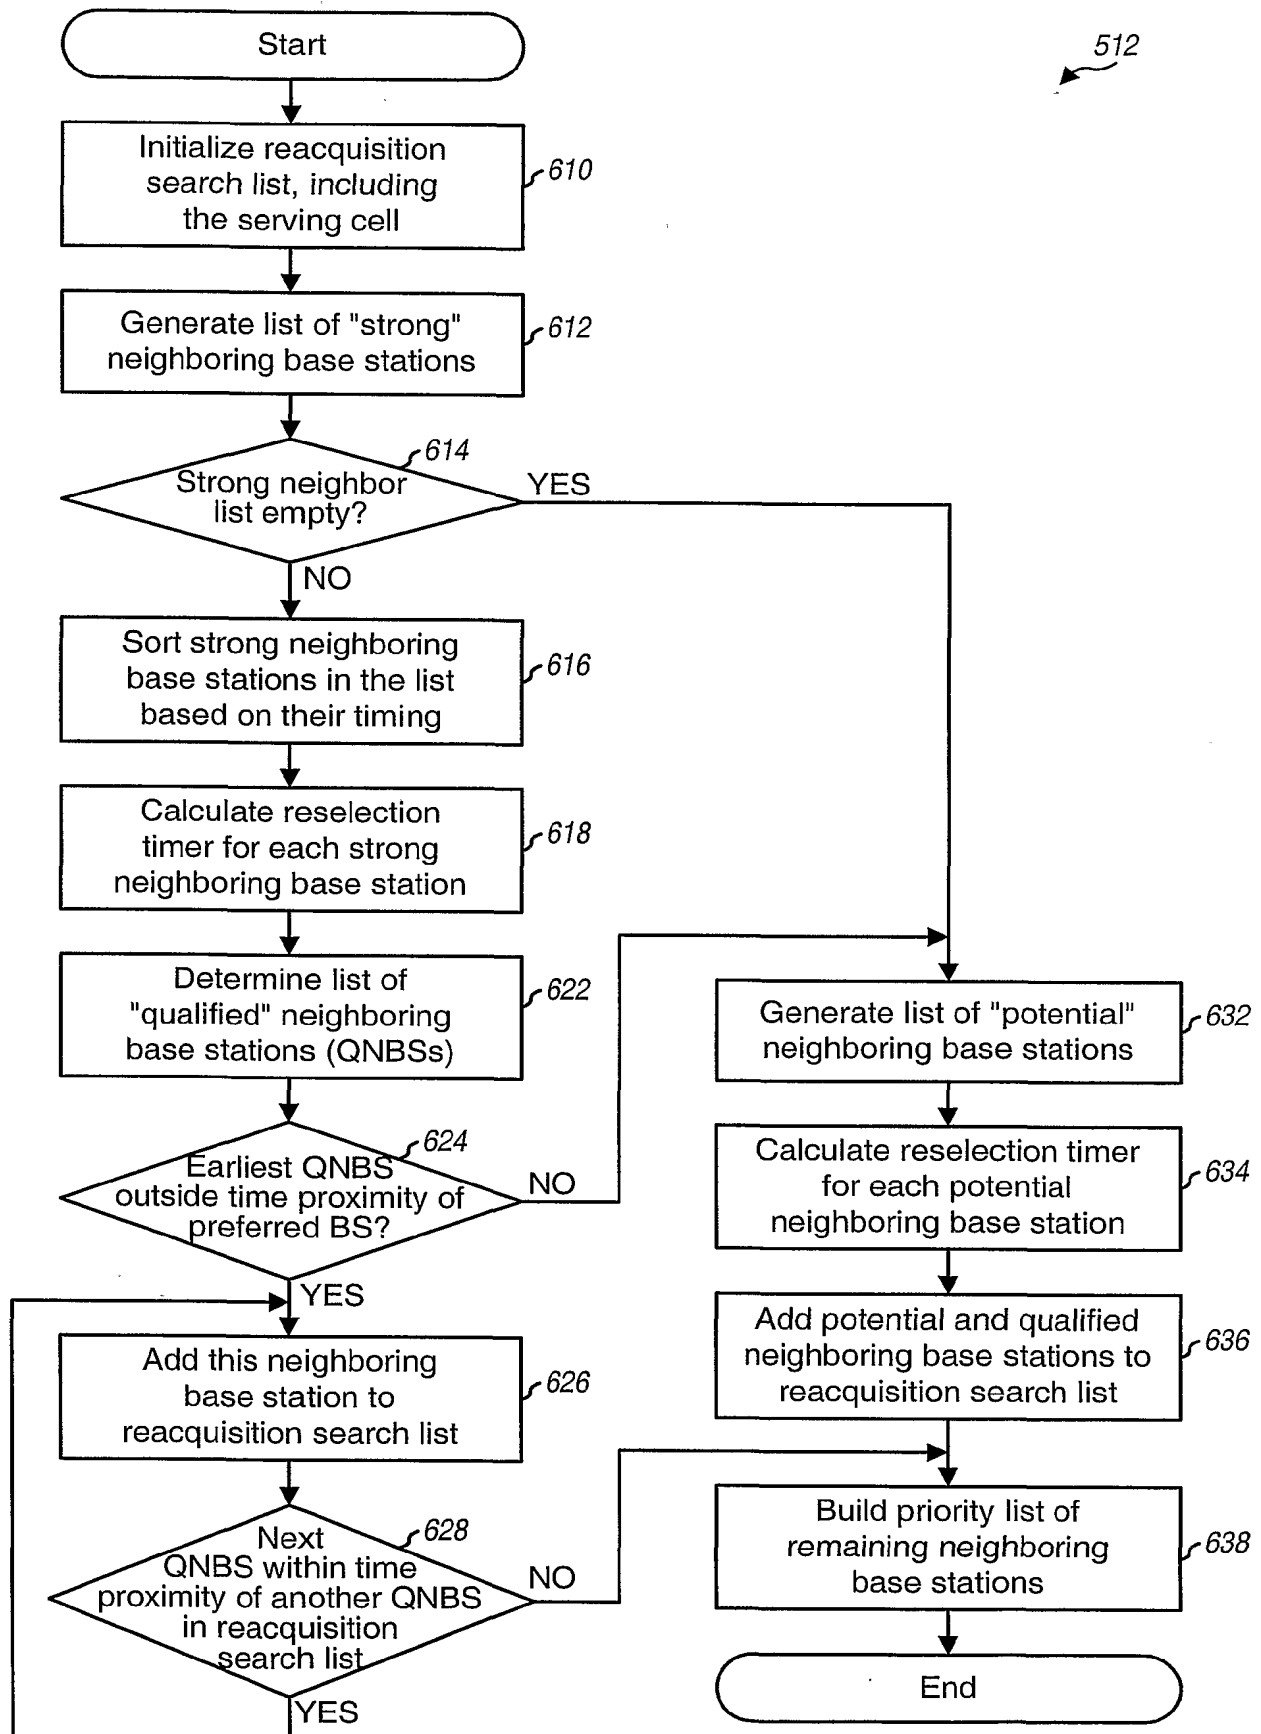 Start
512
Initialize reacquisition
search list, including
the serving cell
610
Generate list of "strong"
neighboring base stations
612
614
Strong neighbor
list empty?
YES
NO
Sort strong neighboring
base stations in the list
based on their timing
616
Calculate reselection
timer for each strong
neighboring base station
618
Determine list of
"qualified" neighboring
base stations (QNBSs)
622
624
Earliest QNBS
outside time proximity of
preferred BS?
NO
YES
Add this neighboring
base station to
reacquisition search list
626
628
Next
QNBS within time
proximity of another QNBS
in reacquisition
search list
NO
YES
Generate list of "potential"
neighboring base stations
632
Calculate reselection timer
for each potential
neighboring base station
634
Add potential and qualified
neighboring base stations to
reacquisition search list
636
Build priority list of
remaining neighboring
base stations
638
End